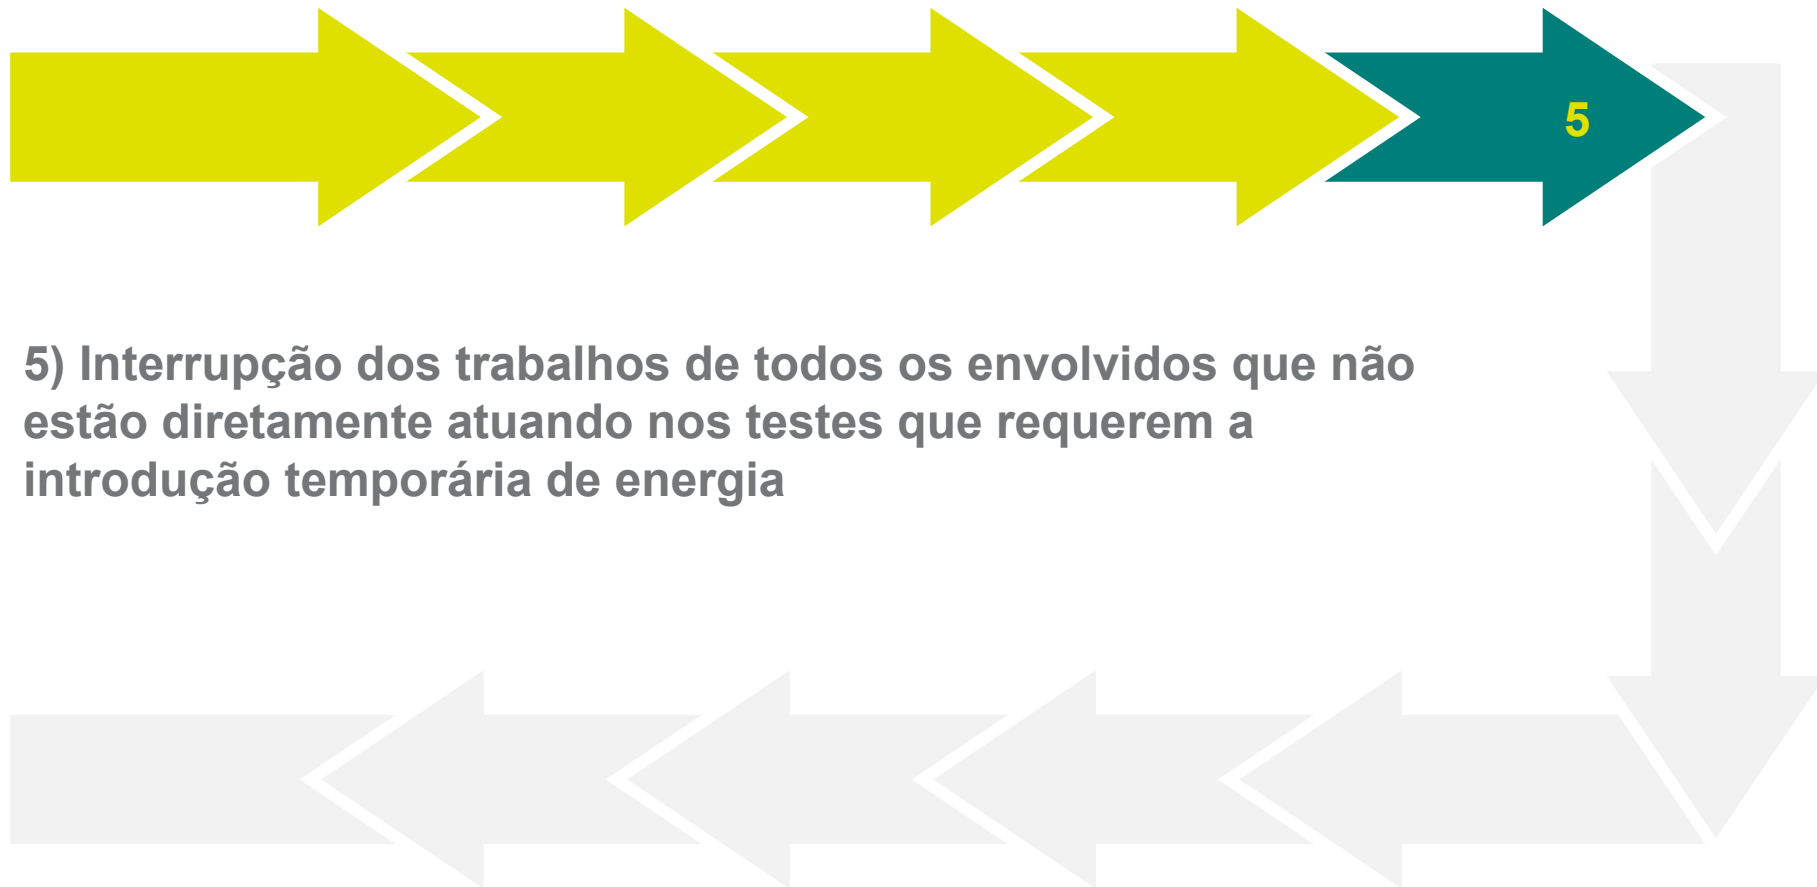 5
5) Interrupção dos trabalhos de todos os envolvidos que não
estão diretamente atuando nos testes que requerem a
introdução temporária de energia